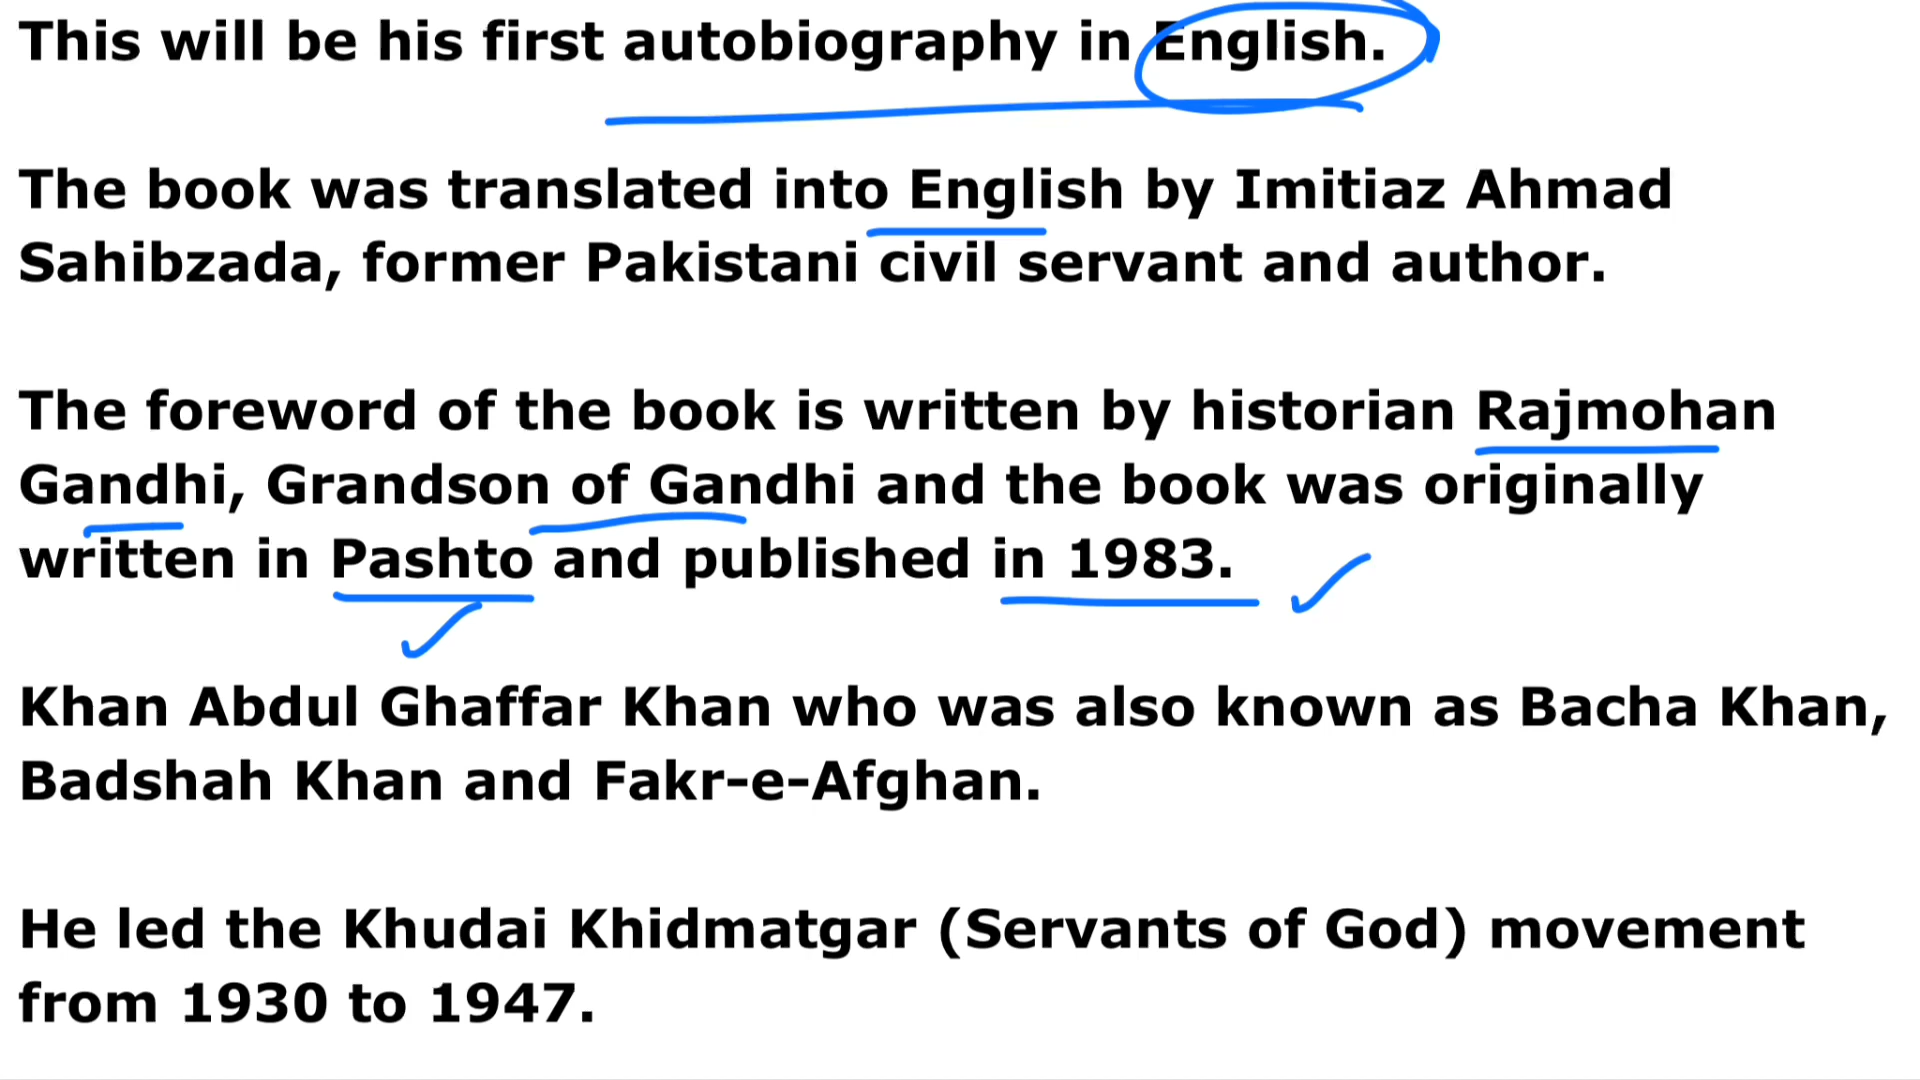 This will be his first autobiography in English.
The book was translated into English by Imitiaz Ahmad
Sahibzada, former Pakistani civil servant and author.
The foreword of the book is written by historian Rajmohan
Gandhi, Grandson of Gandhi and the book was originally
written in Pashto and published in 1983.
Khan Abdul Ghaffar Khan who was also known as Bacha Khan,
Badshah Khan and Fakr-e-Afghan.
He led the Khudai Khidmatgar (Servants of God) movement
from 1930 to 1947.